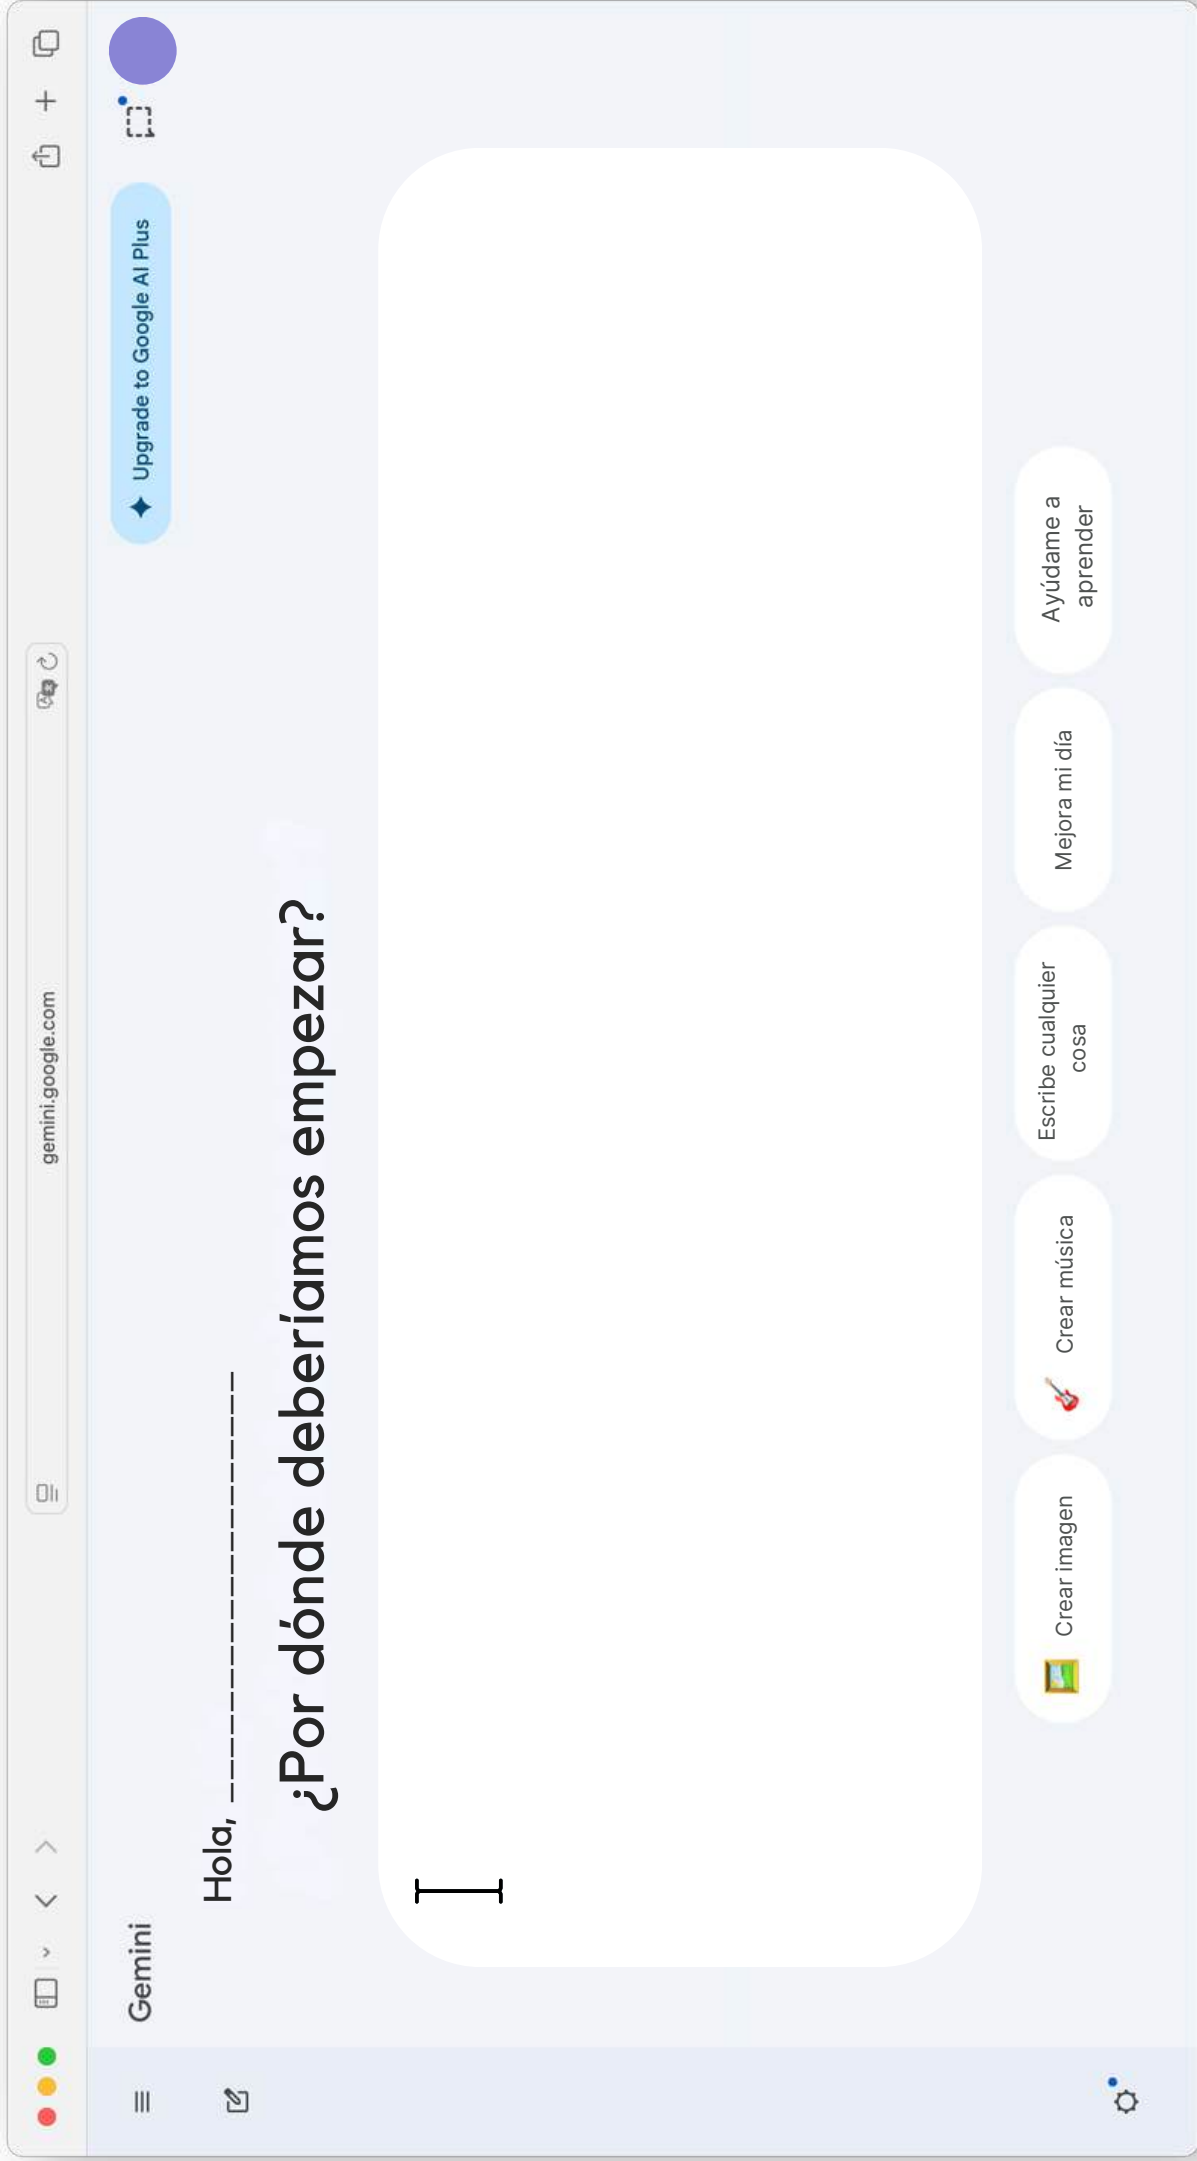 gemini.google.com
Gemini
Upgrade to Google AI Plus
Hola, ____________________
¿Por dónde deberíamos empezar?
Crear imagen
Crear música
Escribe cualquier
cosa
Mejora mi día
Ayúdame a
aprender